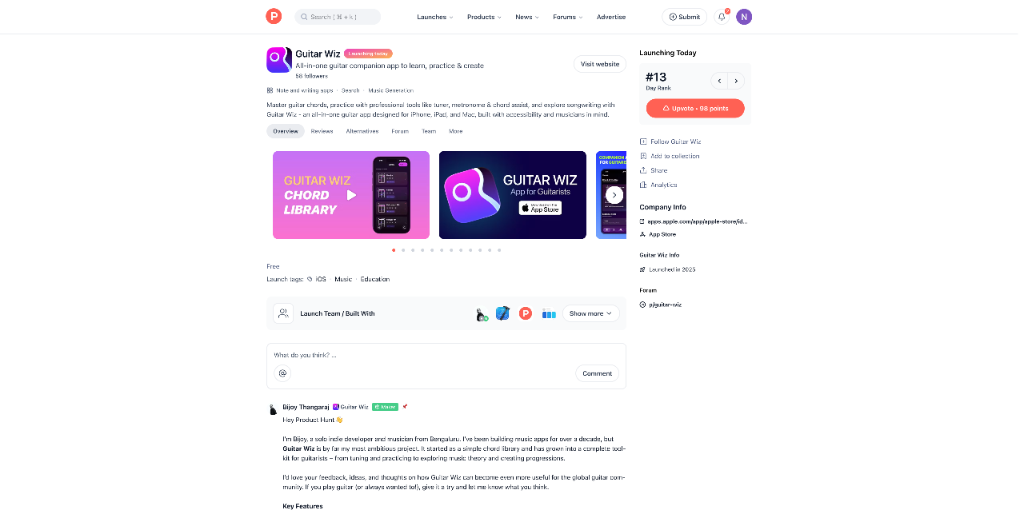 P
Search ( ⌘ + k )
Launches
Products
News
Forums
Advertise
Submit
N
Guitar Wiz
Launching today
All-in-one guitar companion app to learn, practice & create
56 followers
Visit website
Note and writing apps · Search · Music Generation
Master guitar chords, practice with professional tools like tuner, metronome & chord assist, and explore songwriting with
Guitar Wiz - an all-in-one guitar app designed for iPhone, iPad, and Mac, built with accessibility and musicians in mind.
Overview
Reviews
Alternatives
Forum
Team
More
GUITAR WIZ
CHORD
LIBRARY
GUITAR WIZ
App for Guitarists
App Store
Free
Launch tags: iOS · Music · Education
Launch Team / Built With
P
Show more
What do you think? ...
@
Comment
Bijoy Thangaraj
Guitar Wiz
Maker
Hey Product Hunt 👋
I'm Bijoy, a solo indie developer and musician from Bengaluru. I've been building music apps for over a decade, but
Guitar Wiz is by far my most ambitious project. It started as a simple chord library and has grown into a complete tool-
kit for guitarists – from tuning and practicing to exploring music theory and creating progressions.
I'd love your feedback, ideas, and thoughts on how Guitar Wiz can become even more useful for the global guitar com-
munity. If you play guitar (or always wanted to!), give it a try and let me know what you think.
Key Features
Launching Today
#13
Day Rank
Upvote • 98 points
Follow Guitar Wiz
Add to collection
Share
Analytics
Company Info
apps.apple.com/app/apple-store/id...
App Store
Guitar Wiz Info
Launched in 2025
Forum
p/guitar-wiz